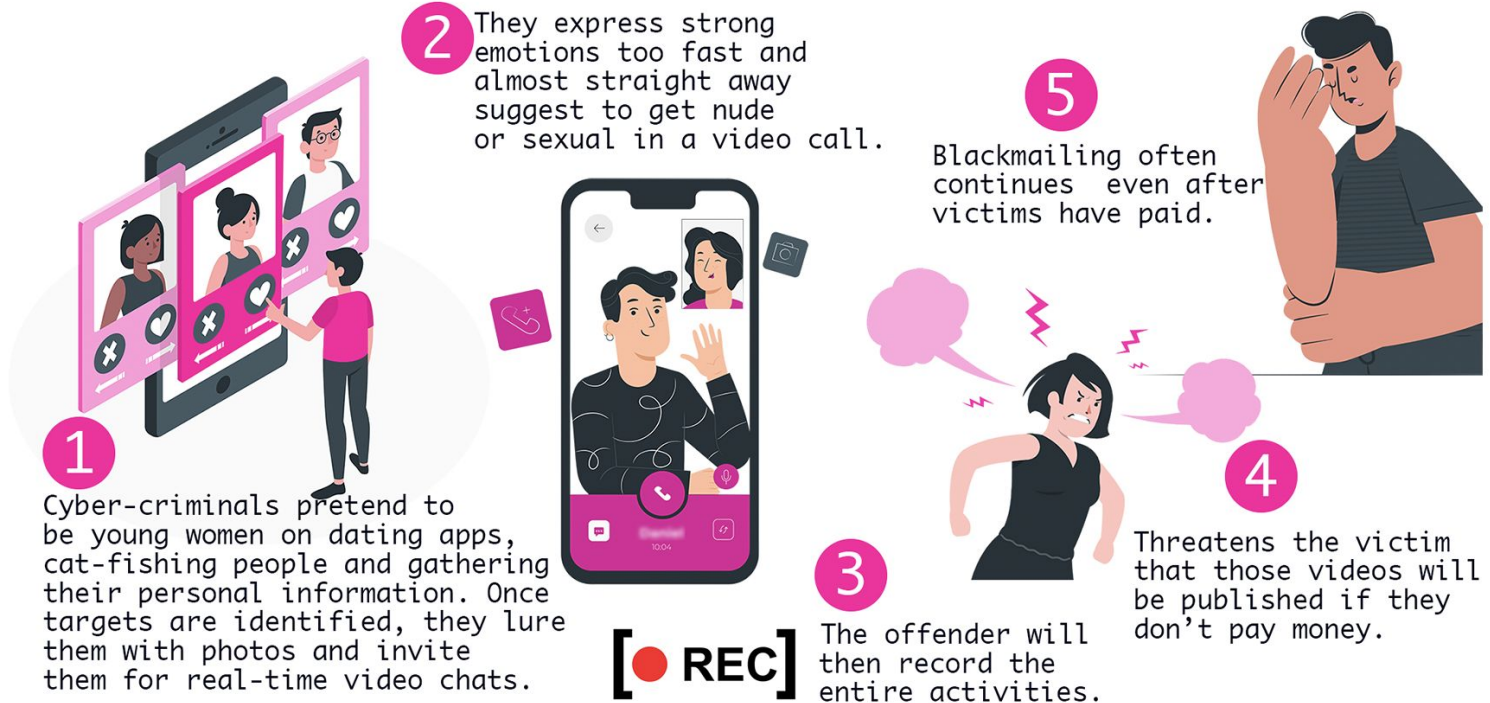 1
Cyber-criminals pretend to
be young women on dating apps,
cat-fishing people and gathering
their personal information. Once
targets are identified, they lure
them with photos and invite
them for real-time video chats.
2
They express strong
emotions too fast and
almost straight away
suggest to get nude
or sexual in a video call.
Daniel
10:04
[REC]
3
The offender will
then record the
entire activities.
4
Threatens the victim
that those videos will
be published if they
don’t pay money.
5
Blackmailing often
continues even after
victims have paid.